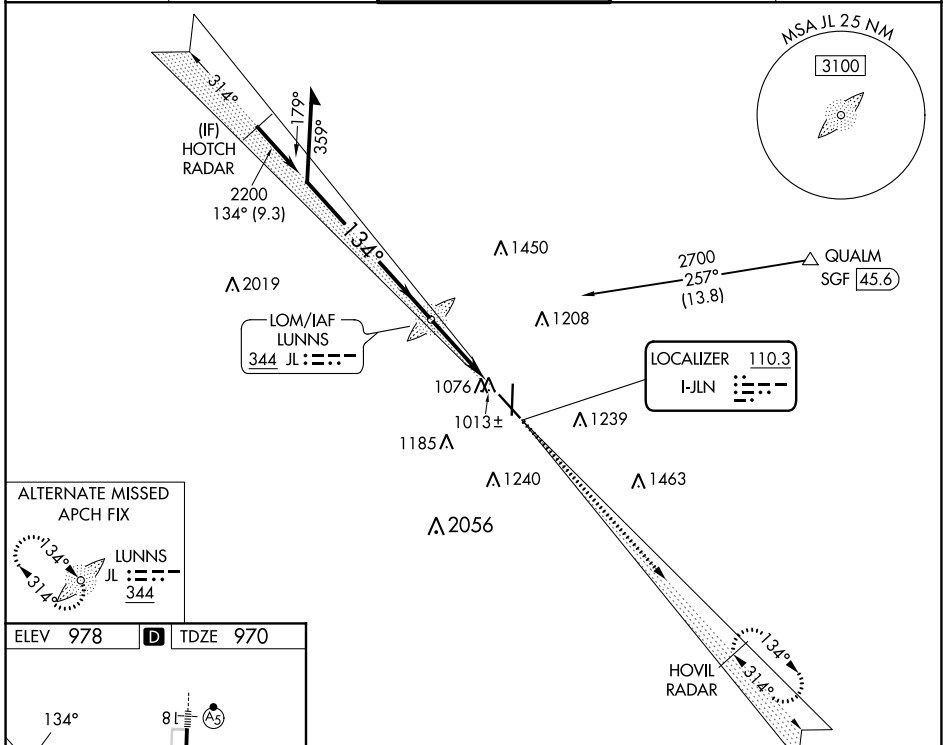 MSA JL 25 NM
3100
314°
179°
359°
(IF)
HOTCH
RADAR
2200
134° (9.3)
134°
1450
2700
257°
(13.8)
QUALM
SGF 45.6
2019
1208
LOM/IAF
LUNNS
344 JL
LOCALIZER 110.3
I-JLN
1076
1013±
1239
1185
1240
1463
2056
ALTERNATE MISSED
APCH FIX
134°
314°
LUNNS
JL
344
HOVIL
RADAR
134°
314°
ELEV 978 D TDZE 970
134°
18
A5